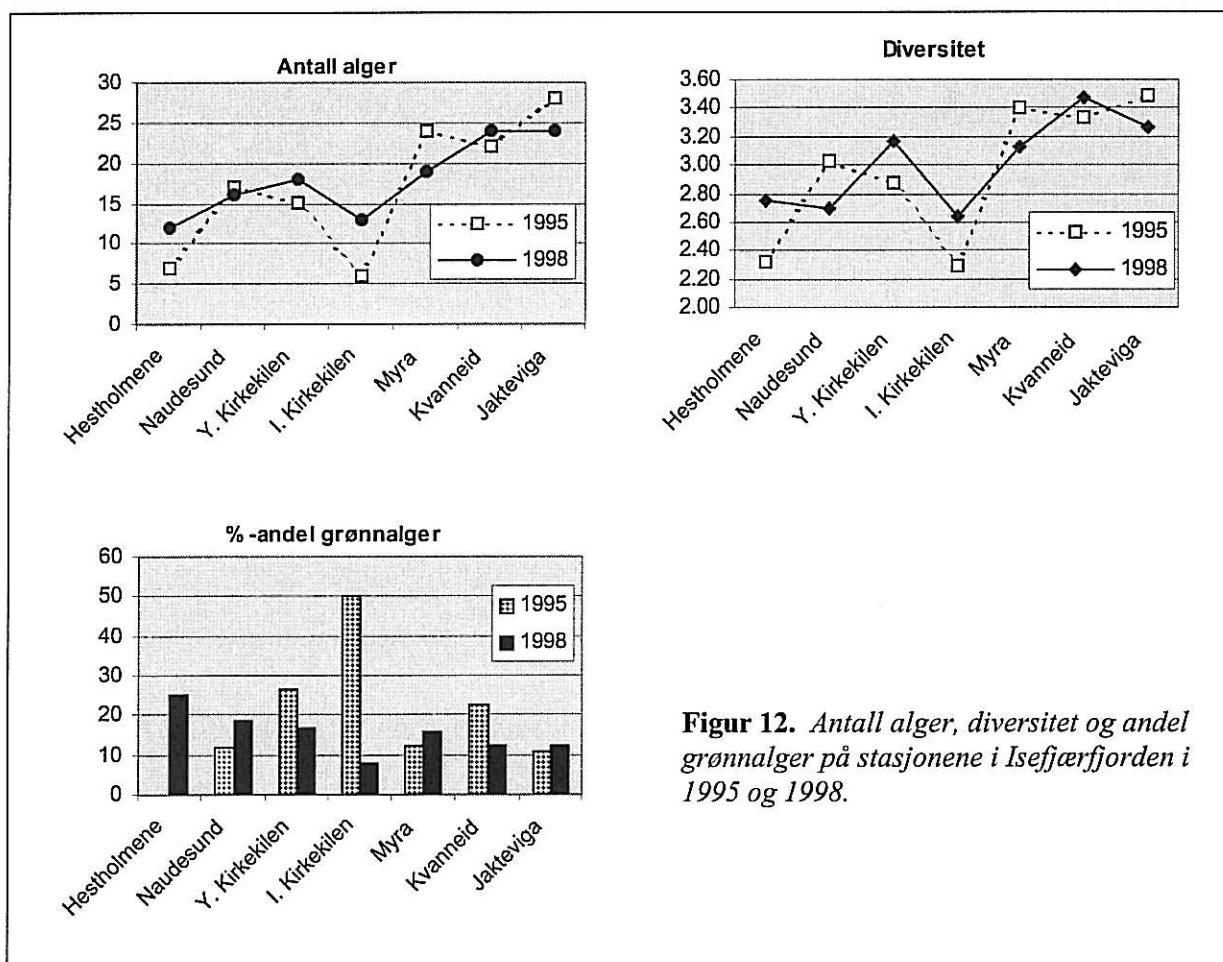 Antall alger
30
25
20
15
10
5
0
1995
1998
Hestholmene
Naudesund
Y. Kirkekilen
I. Kirkekilen
Myra
Kvanneid
Jakteviga
Diversitet
3.60
3.40
3.20
3.00
2.80
2.60
2.40
2.20
2.00
1995
1998
Hestholmene
Naudesund
Y. Kirkekilen
I. Kirkekilen
Myra
Kvanneid
Jakteviga
%-andel grønnalger
60
50
40
30
20
10
0
1995
1998
Hestholmene
Naudesund
Y. Kirkekilen
I. Kirkekilen
Myra
Kvanneid
Jakteviga
Figur 12. Antall alger, diversitet og andel
grønnalger på stasjonene i Isefjærfjorden i
1995 og 1998.